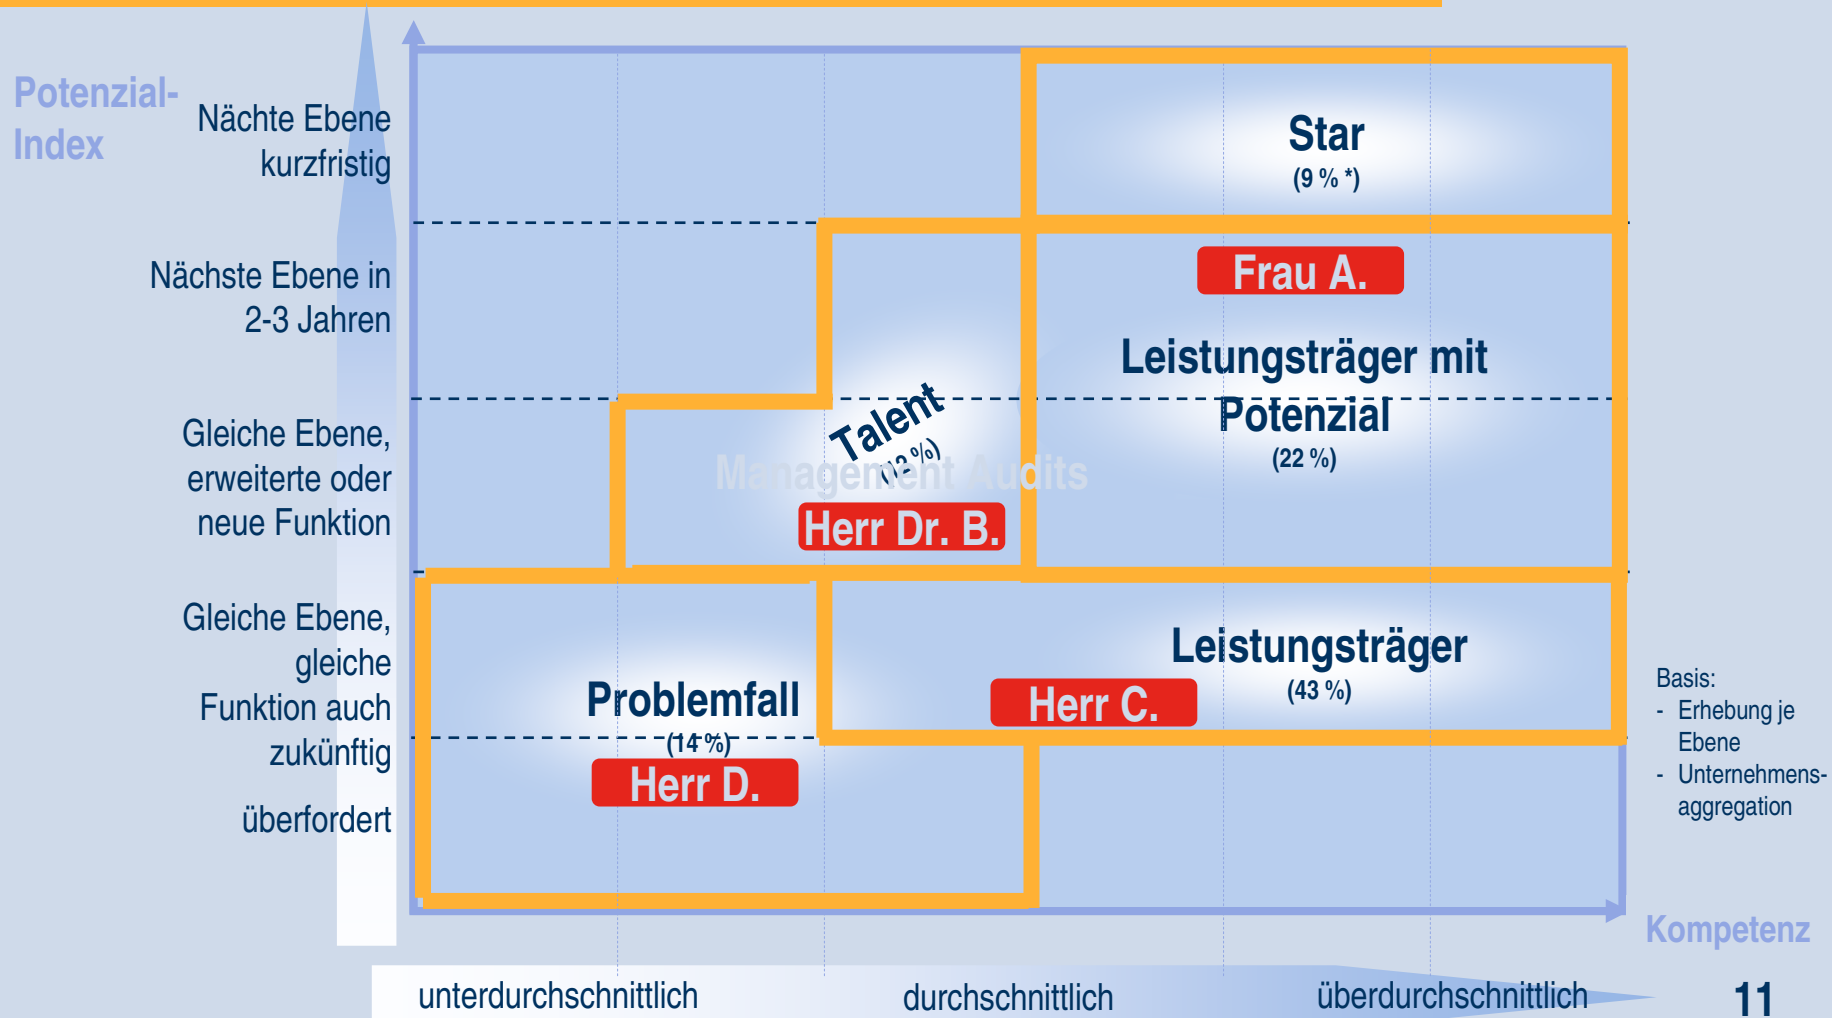 Potenzial-
Index
Nächte Ebene
kurzfristig
Nächste Ebene in
2-3 Jahren
Gleiche Ebene,
erweiterte oder
neue Funktion
Gleiche Ebene,
gleiche
Funktion auch
zukünftig
überfordert
Star
(9 % *)
Frau A.
Leistungsträger mit
Potenzial
(22 %)
Talent
(12 %)
Management Audits
Herr Dr. B.
Leistungsträger
(43 %)
Herr C.
Problemfall
(14 %)
Herr D.
Basis:
- Erhebung je
Ebene
- Unternehmens-
aggregation
Kompetenz
unterdurchschnittlich
durchschnittlich
überdurchschnittlich
11